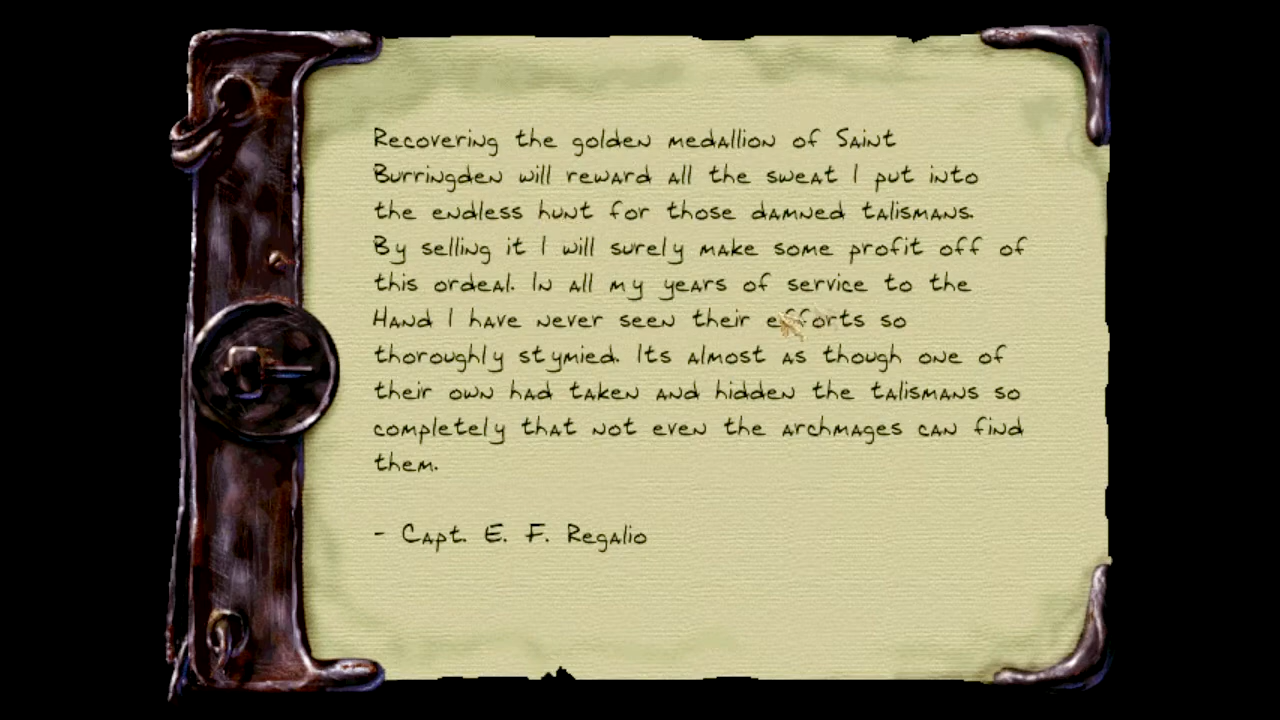 Recovering the golden medallion of Saint
Burringden will reward all the sweat I put into
the endless hunt for those damned talismans.
By selling it I will surely make some profit off of
this ordeal. In all my years of service to the
Hand I have never seen their efforts so
thoroughly stymied. Its almost as though one of
their own had taken and hidden the talismans so
completely that not even the archmages can find
them.
- Capt. E. F. Regalio